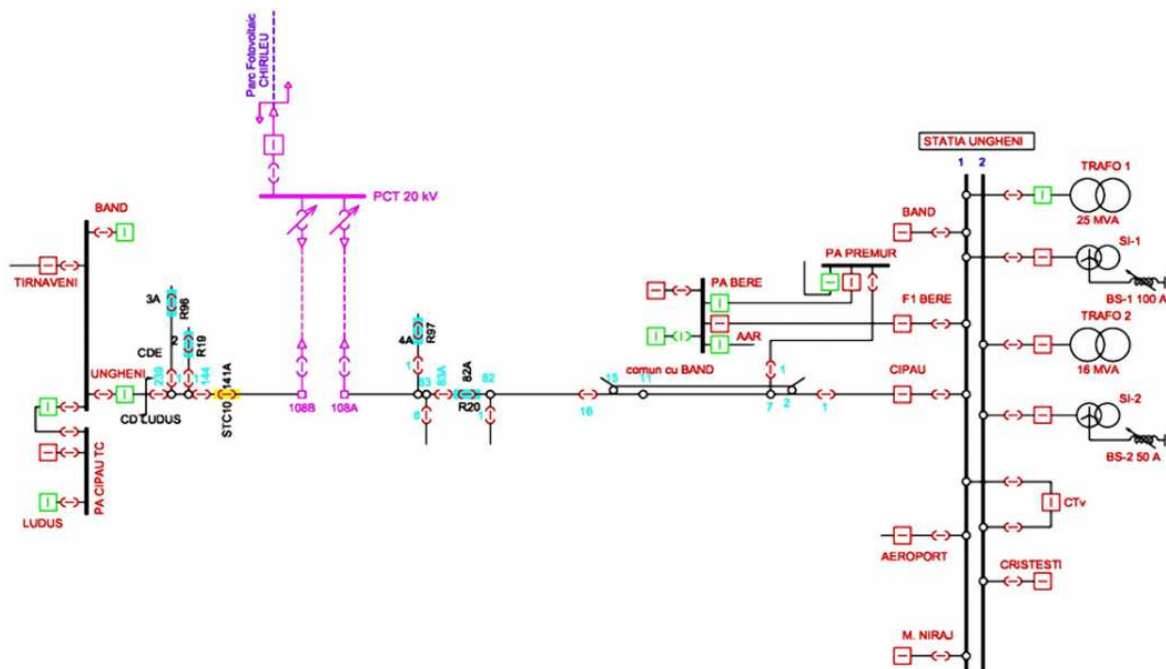 Parc Fotovoltaic
CHIRILEU
PCT 20 kV
STATIA UNGHENI
1 2
TRAFO 1
25 MVA
SI-1
BS-1 100 A
TRAFO 2
16 MVA
SI-2
BS-2 50 A
CTv
CRISTESTI
BAND
F1 BERE
CIPAU
AEROPORT
M. NIRAJ
PA PREMUR
PA BERE
AAR
comun cu BAND
15 11
7 2 1
1
16
BAND
TIRNAVENI
3A
R96
2
R19
CDE
UNGHENI
239 1 1 144
CD LUDUS
STC10 141A
108B 108A
4A R97
1
83 83A 82A 82
R20
6 1
PA CIPAU TC
LUDUS